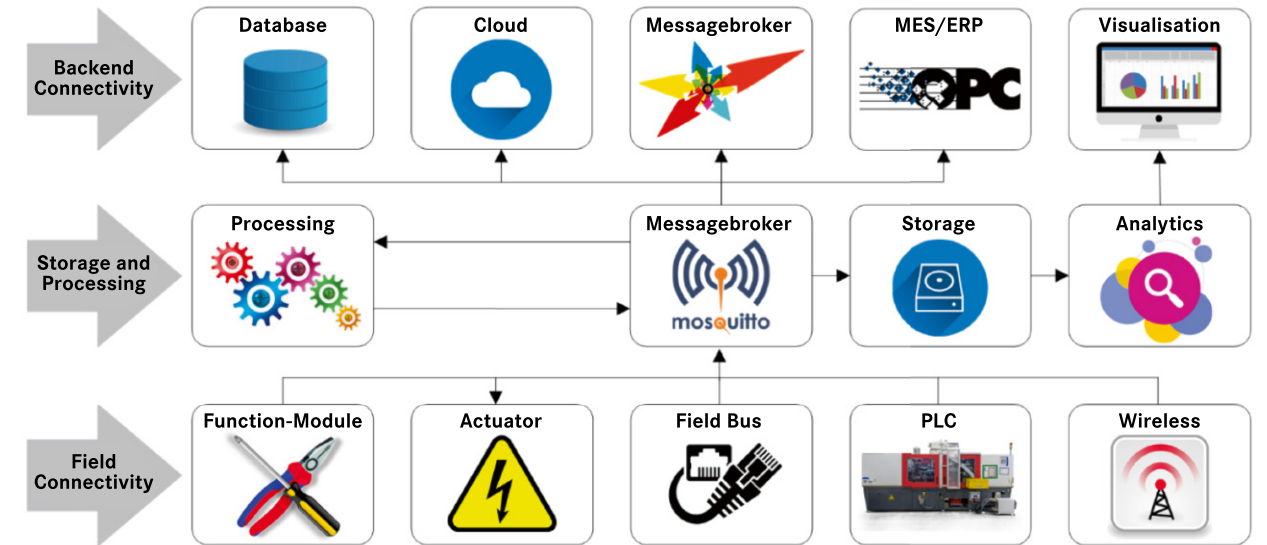 Backend
Connectivity
Database
Cloud
Messagebroker
MES/ERP
OPC
Visualisation
Storage and
Processing
Processing
Messagebroker
mosquitto
Storage
Analytics
Field
Connectivity
Function-Module
Actuator
Field Bus
PLC
Wireless